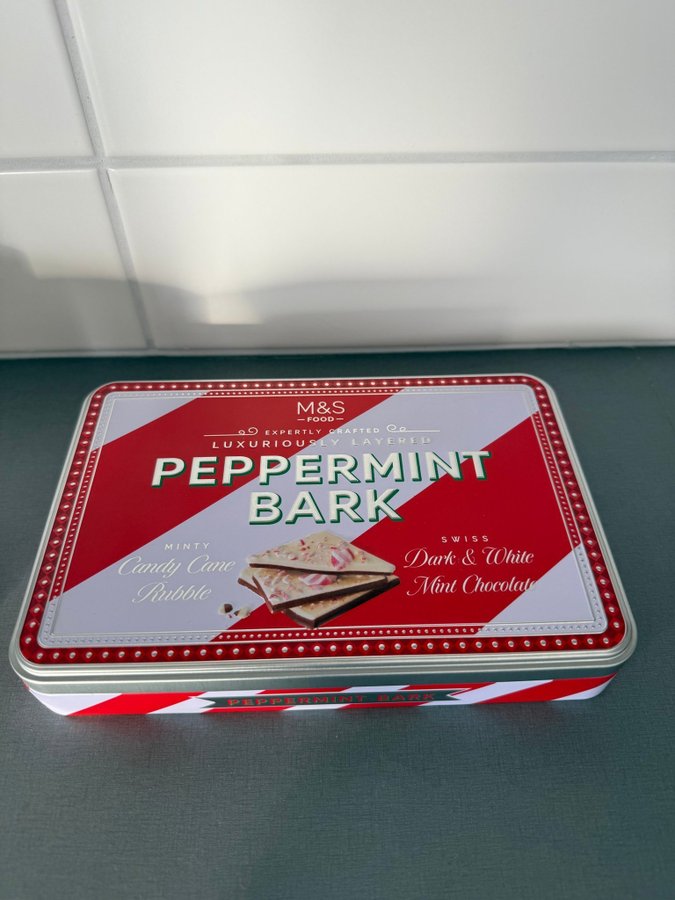 M&S
FOOD
EXPERTLY CRAFTED
LUXURIOUSLY LAYERED
PEPPERMINT
BARK
MINTY
Candy Cane
Rubble
SWISS
Dark & White
Mint Chocolate
PEPPERMINT BARK